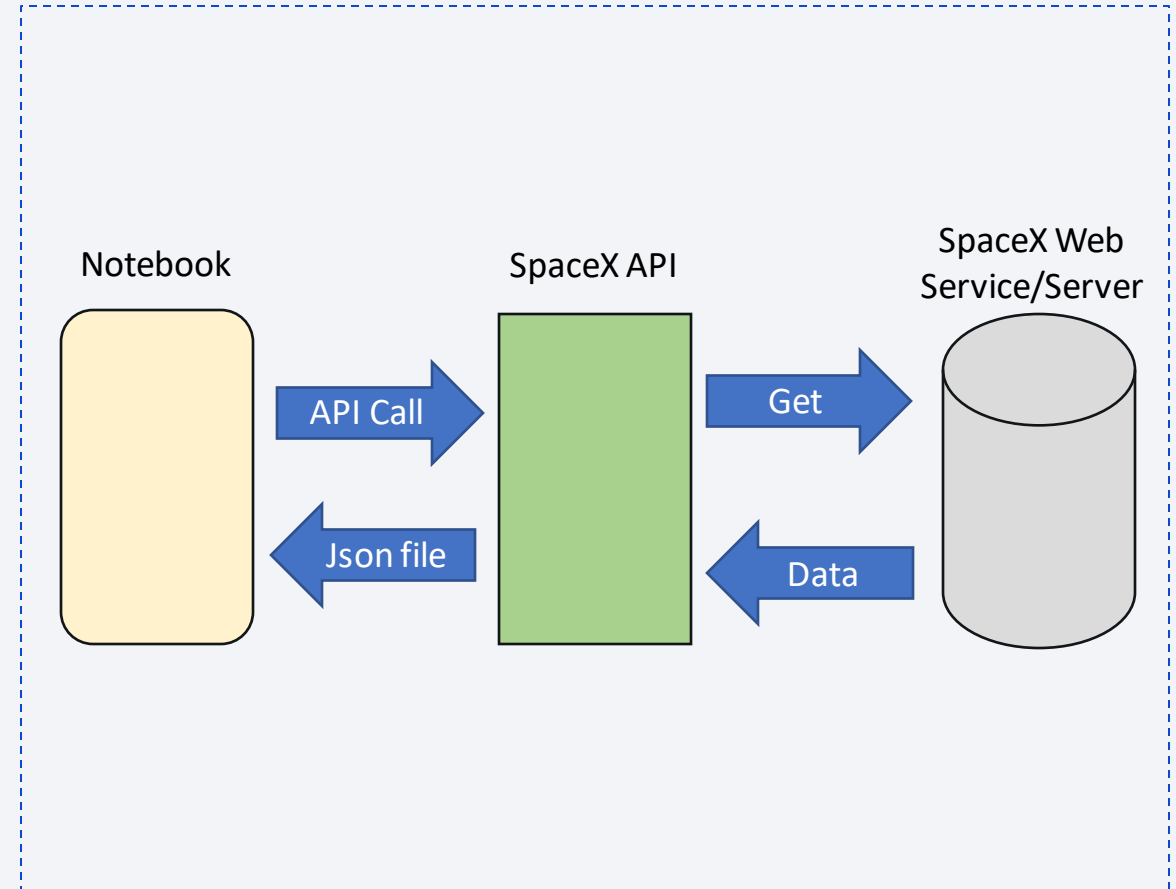 Notebook
SpaceX API
SpaceX Web
Service/Server
API Call
Get
Json file
Data